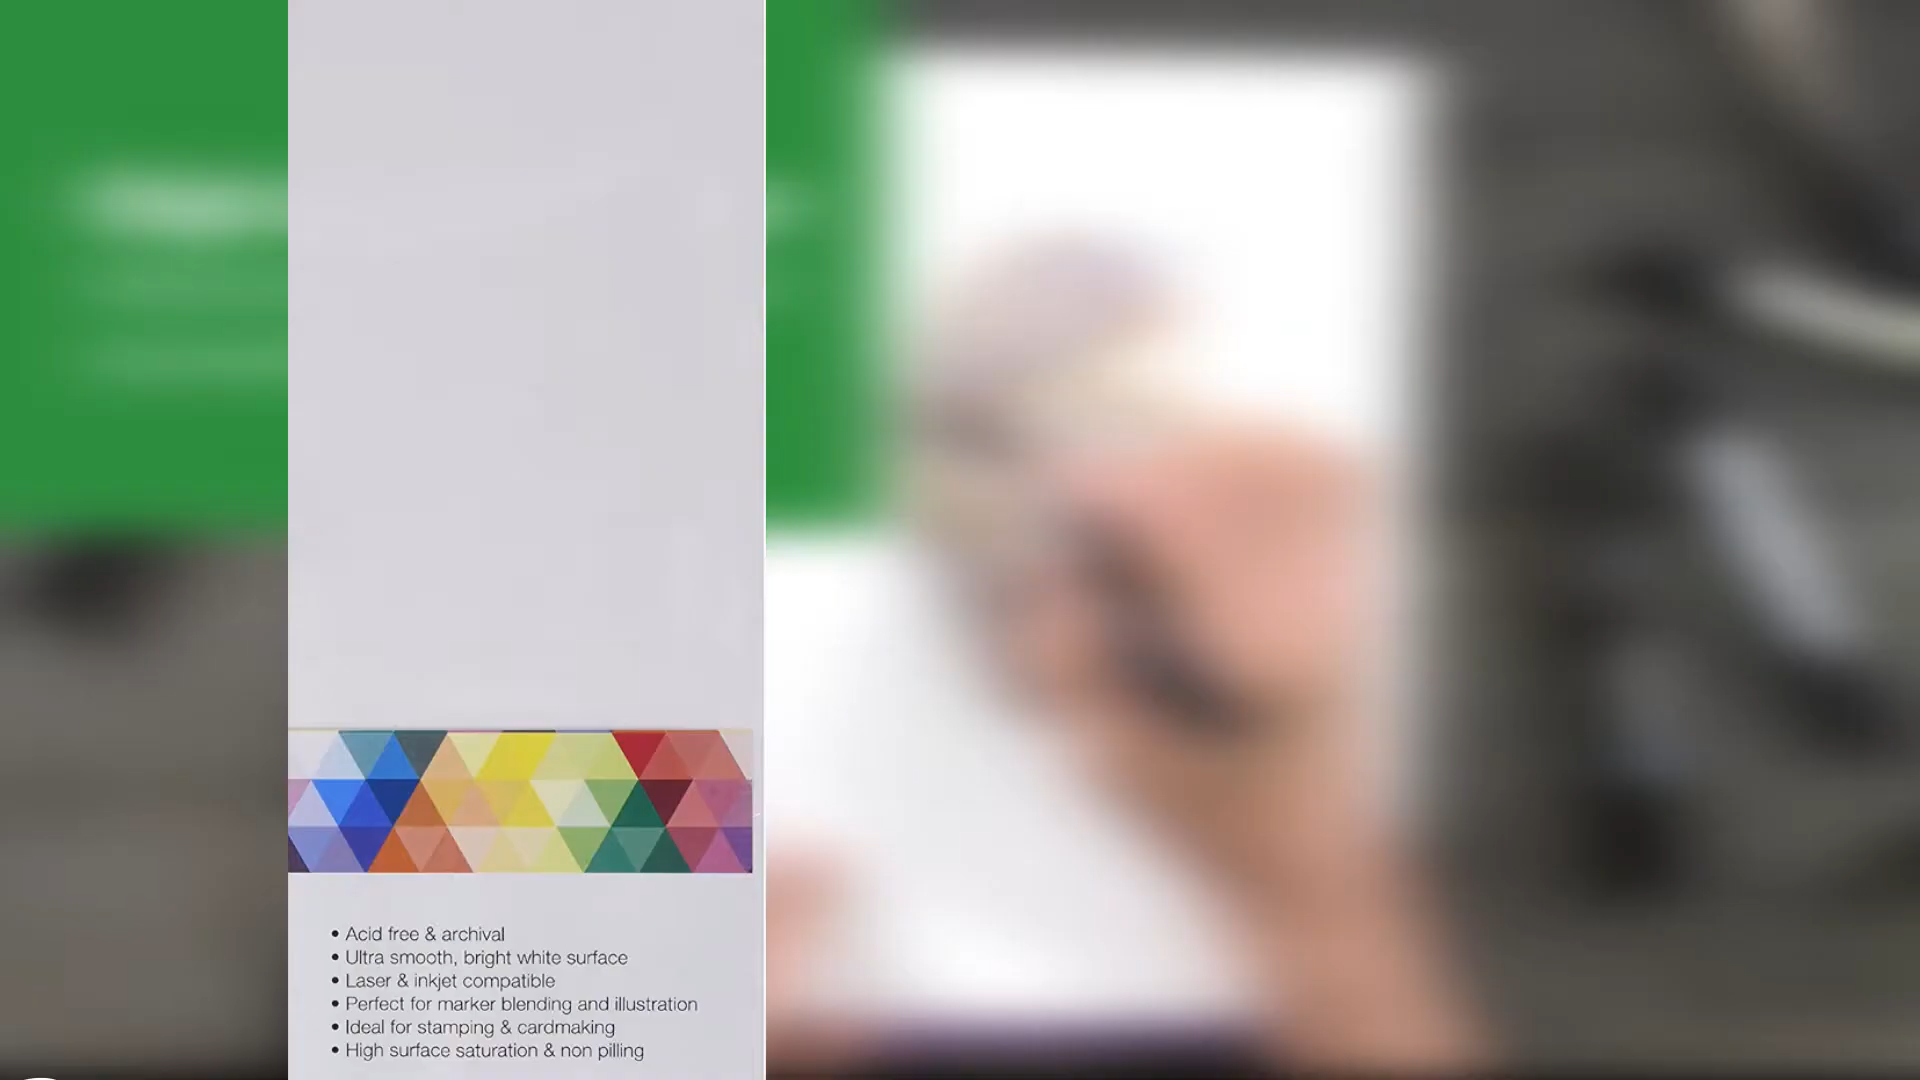 • Acid free & archival
• Ultra smooth, bright white surface
• Laser & inkjet compatible
• Perfect for marker blending and illustration
• Ideal for stamping & cardmaking
• High surface saturation & non pilling